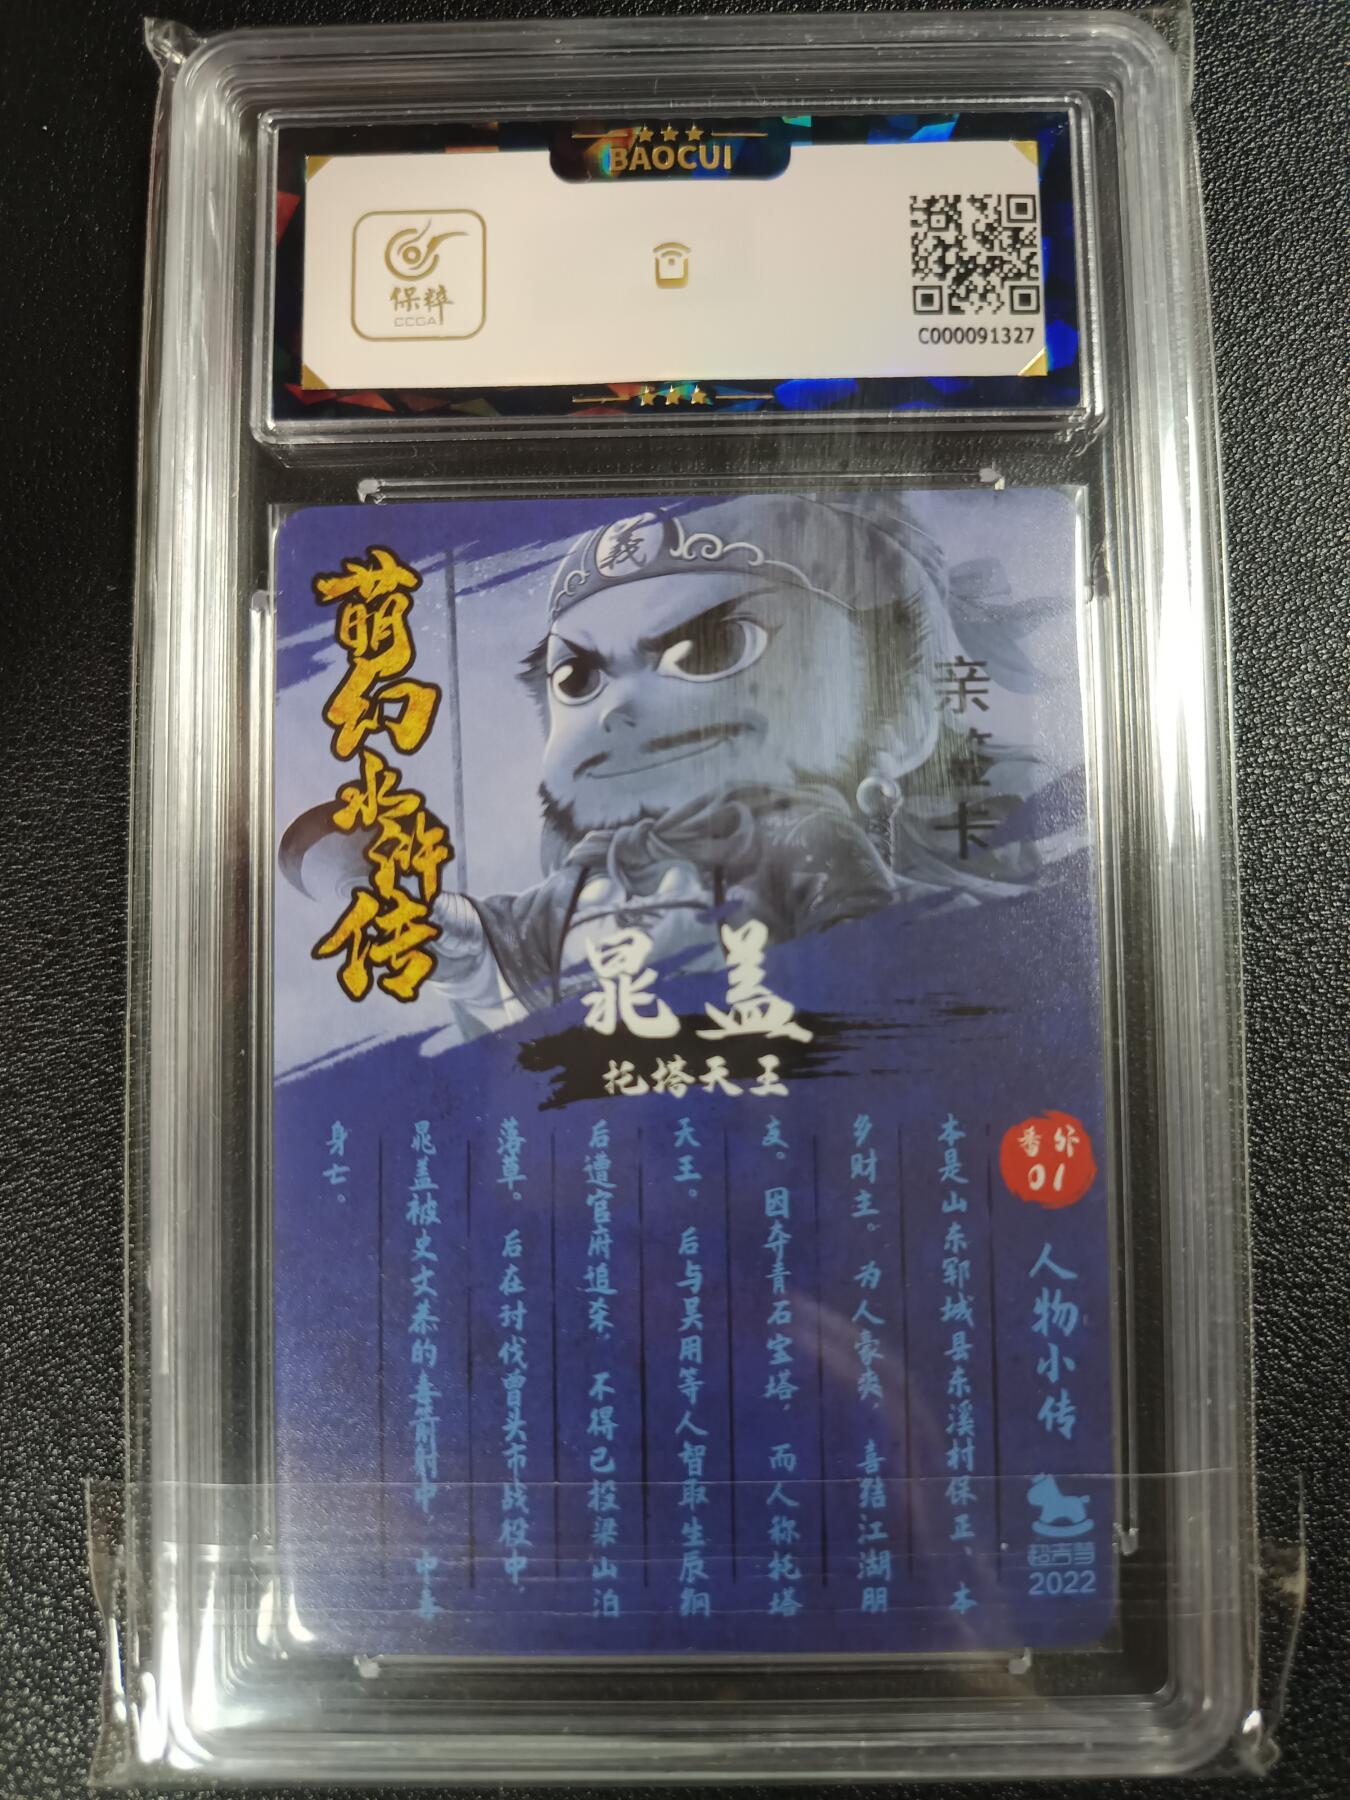 BAOCUI
保粹
CCGA
C000091327
義
萌幻水浒传
亲签卡
晁盖
托塔天王
番外
01
人物小传
本是山东郓城县东溪村保正、本
乡财主。为人豪爽，喜结江湖朋
友。因夺青石宝塔，而人称托塔
天王。后与吴用等人智取生辰纲
后遭官府追杀，不得已投梁山泊
落草。后在讨伐曾头市战役中，
晁盖被史文恭的毒箭射中，中毒
身亡。
超吉梦
2022